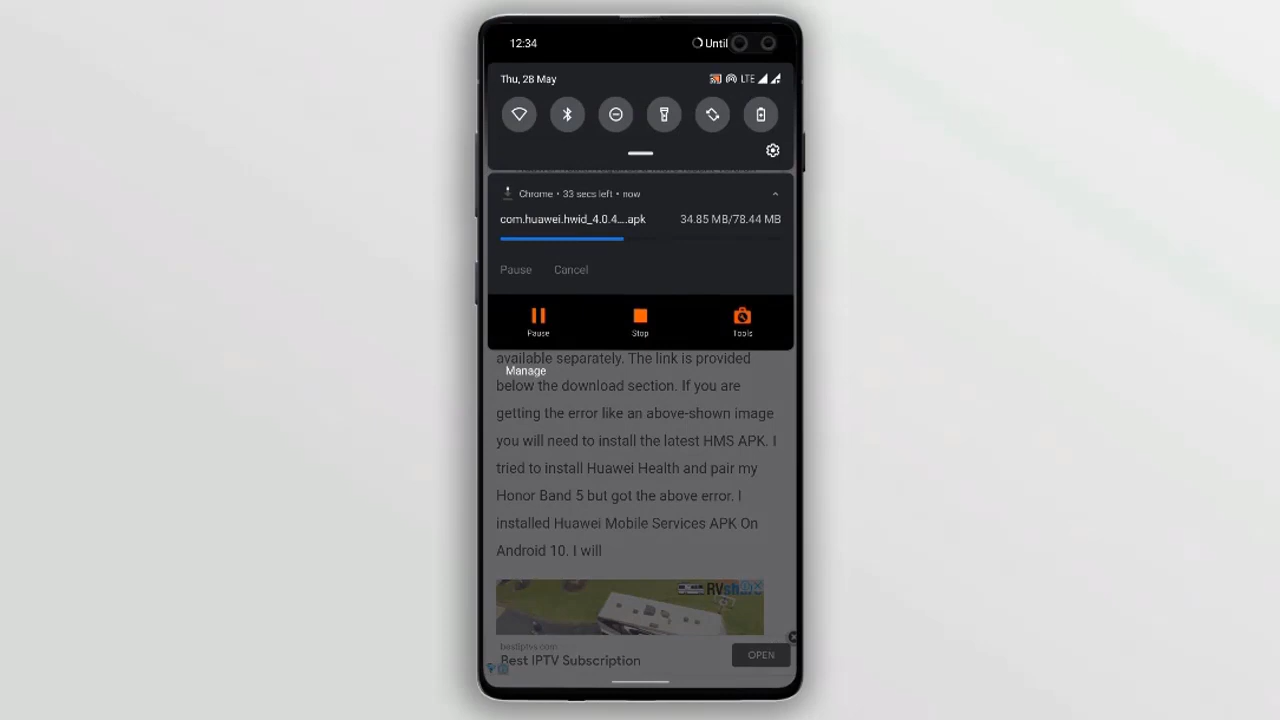 12:34
Until
Thu, 28 May
LTE
Chrome • 33 secs left • now
com.huawei.hwid_4.0.4....apk 34.85 MB/78.44 MB
Pause Cancel
Pause Stop Tools
available separately. The link is provided
Manage
below the download section. If you are
getting the error like an above-shown image
you will need to install the latest HMS APK. I
tried to install Huawei Health and pair my
Honor Band 5 but got the above error. I
installed Huawei Mobile Services APK On
Android 10. I will
RVshare
bestiptvs.com
Best IPTV Subscription
OPEN